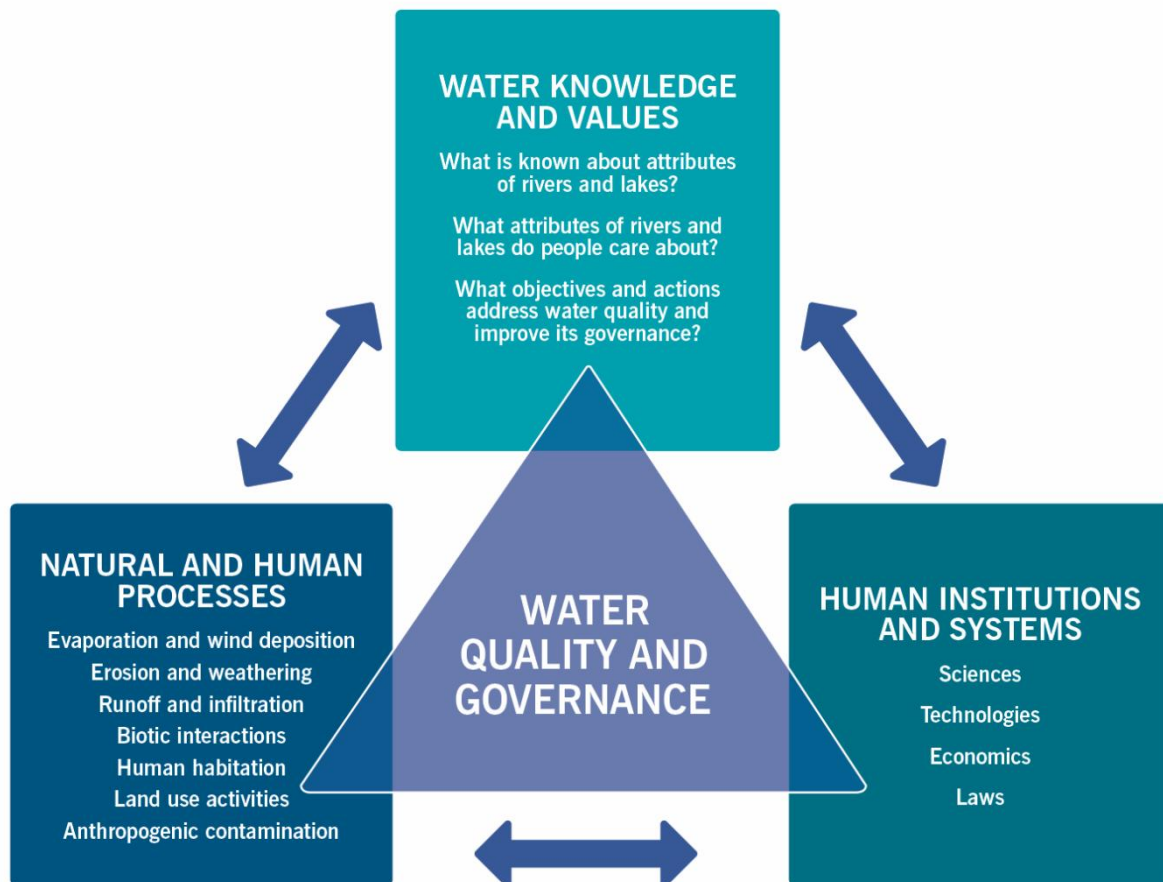 WATER KNOWLEDGE
AND VALUES
What is known about attributes
of rivers and lakes?
What attributes of rivers and
lakes do people care about?
What objectives and actions
address water quality and
improve its governance?
NATURAL AND HUMAN
PROCESSES
Evaporation and wind deposition
Erosion and weathering
Runoff and infiltration
Biotic interactions
Human habitation
Land use activities
Anthropogenic contamination
WATER
QUALITY AND
GOVERNANCE
HUMAN INSTITUTIONS
AND SYSTEMS
Sciences
Technologies
Economics
Laws